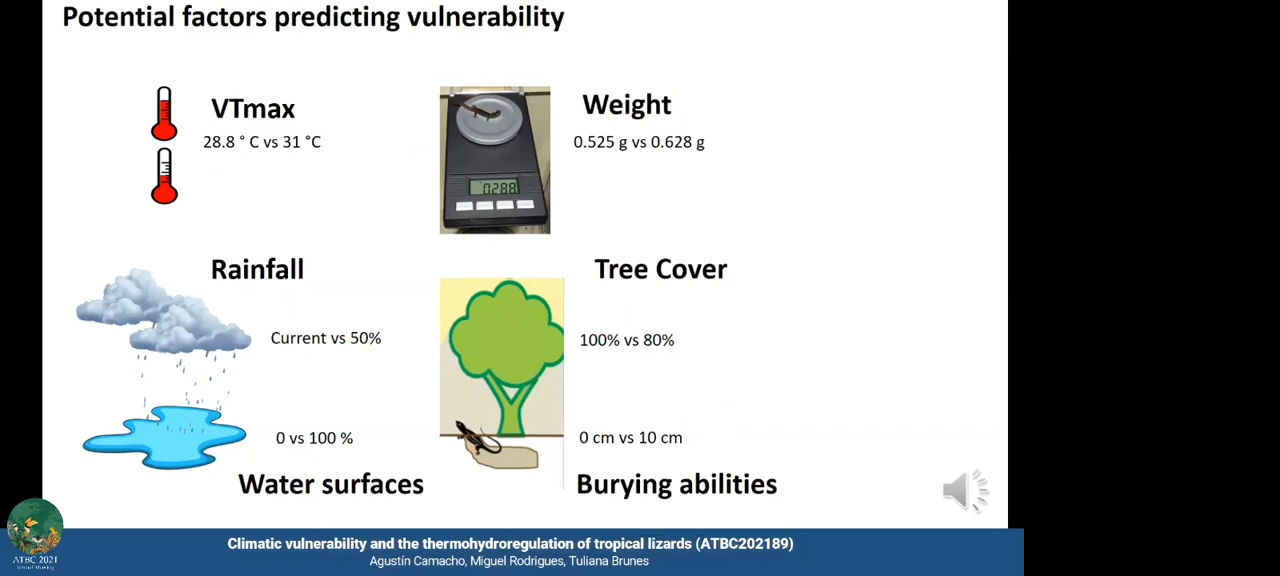 Potential factors predicting vulnerability
VTmax
28.8 ° C vs 31 °C
Weight
0.525 g vs 0.628 g
0288
Rainfall
Current vs 50%
Tree Cover
100% vs 80%
0 vs 100 %
Water surfaces
0 cm vs 10 cm
Burying abilities
ATBC 2021
Climatic vulnerability and the thermohydroregulation of tropical lizards (ATBC202189)
Agustín Camacho, Miguel Rodrigues, Tuliana Brunes